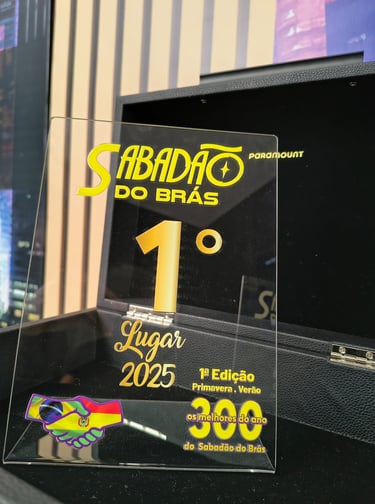 SABADÃO
PARAMOUNT
DO BRÁS
1º
Lugar
2025
1ª Edição
Primavera . Verão
300
os melhores do ano
do Sabadão do Brás